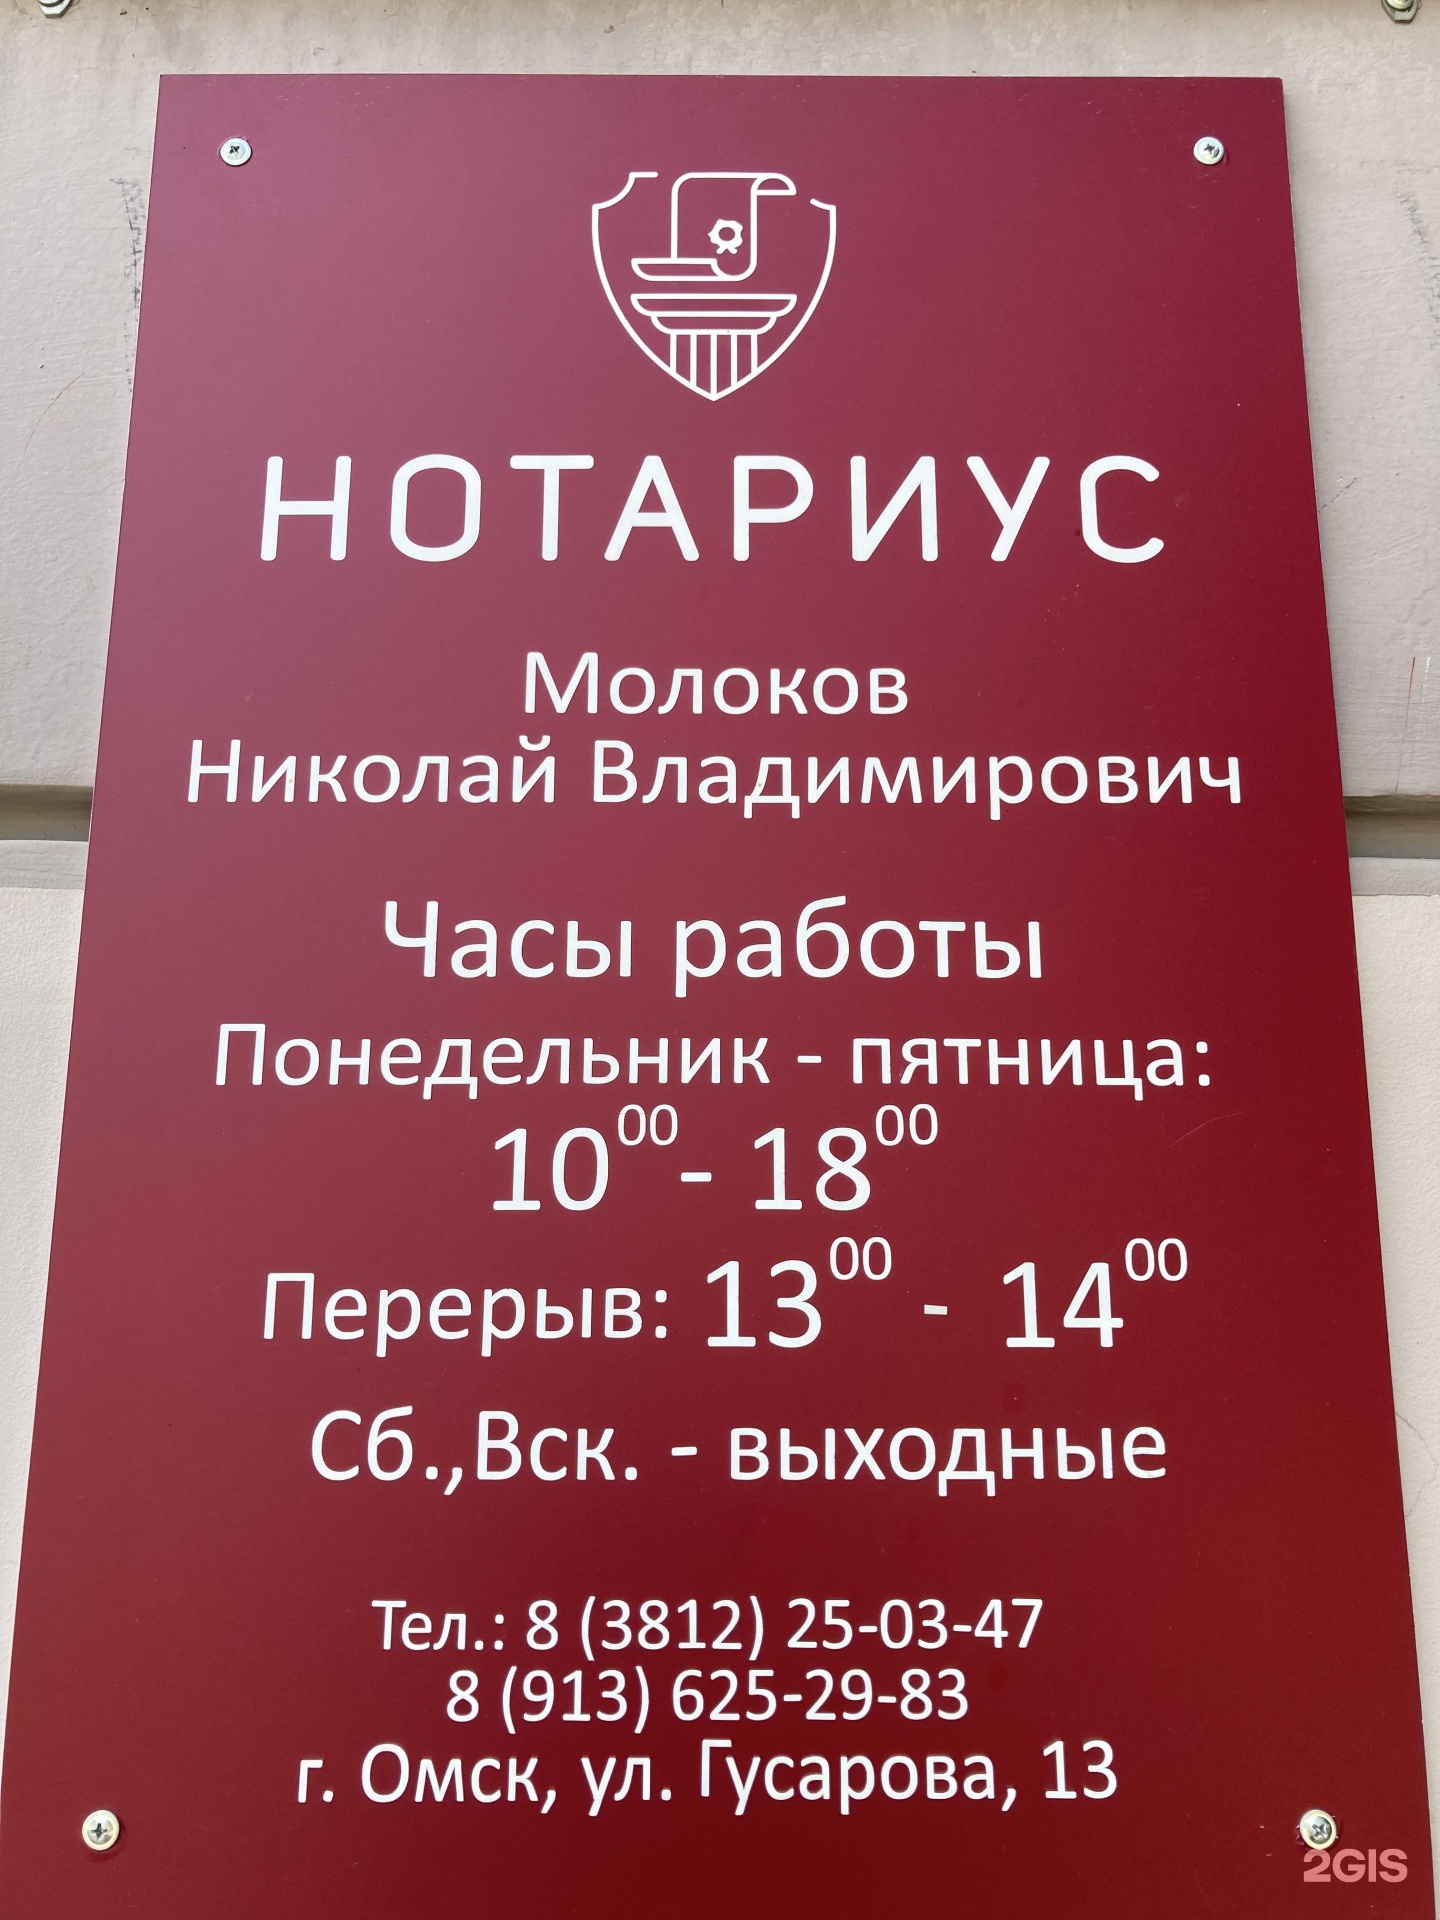 НОТАРИУС
Молоков
Николай Владимирович
Часы работы
Понедельник - пятница:
10⁰⁰ - 18⁰⁰
Перерыв: 13⁰⁰ - 14⁰⁰
Сб.,Вск. - выходные
Тел.: 8 (3812) 25-03-47
8 (913) 625-29-83
г. Омск, ул. Гусарова, 13
2GIS